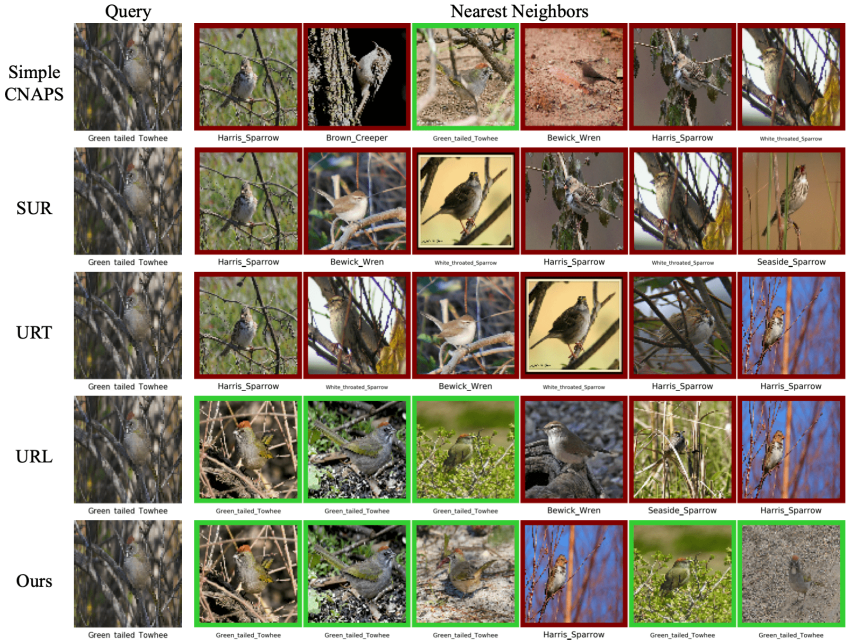 Query Nearest Neighbors
Simple
CNAPS
Green tailed Towhee Harris_Sparrow Brown_Creeper Green_tailed_Towhee Bewick_Wren Harris_Sparrow White_throated_Sparrow
SUR
Green tailed Towhee Harris_Sparrow Bewick_Wren White_throated_Sparrow Harris_Sparrow White_throated_Sparrow Seaside_Sparrow
URT
Green tailed Towhee Harris_Sparrow White_throated_Sparrow Bewick_Wren White_throated_Sparrow Harris_Sparrow Harris_Sparrow
URL
Green tailed Towhee Green_tailed_Towhee Green_tailed_Towhee Green_tailed_Towhee Bewick_Wren Seaside_Sparrow Harris_Sparrow
Ours
Green tailed Towhee Green_tailed_Towhee Green_tailed_Towhee Green_tailed_Towhee Harris_Sparrow Green_tailed_Towhee Green_tailed_Towhee